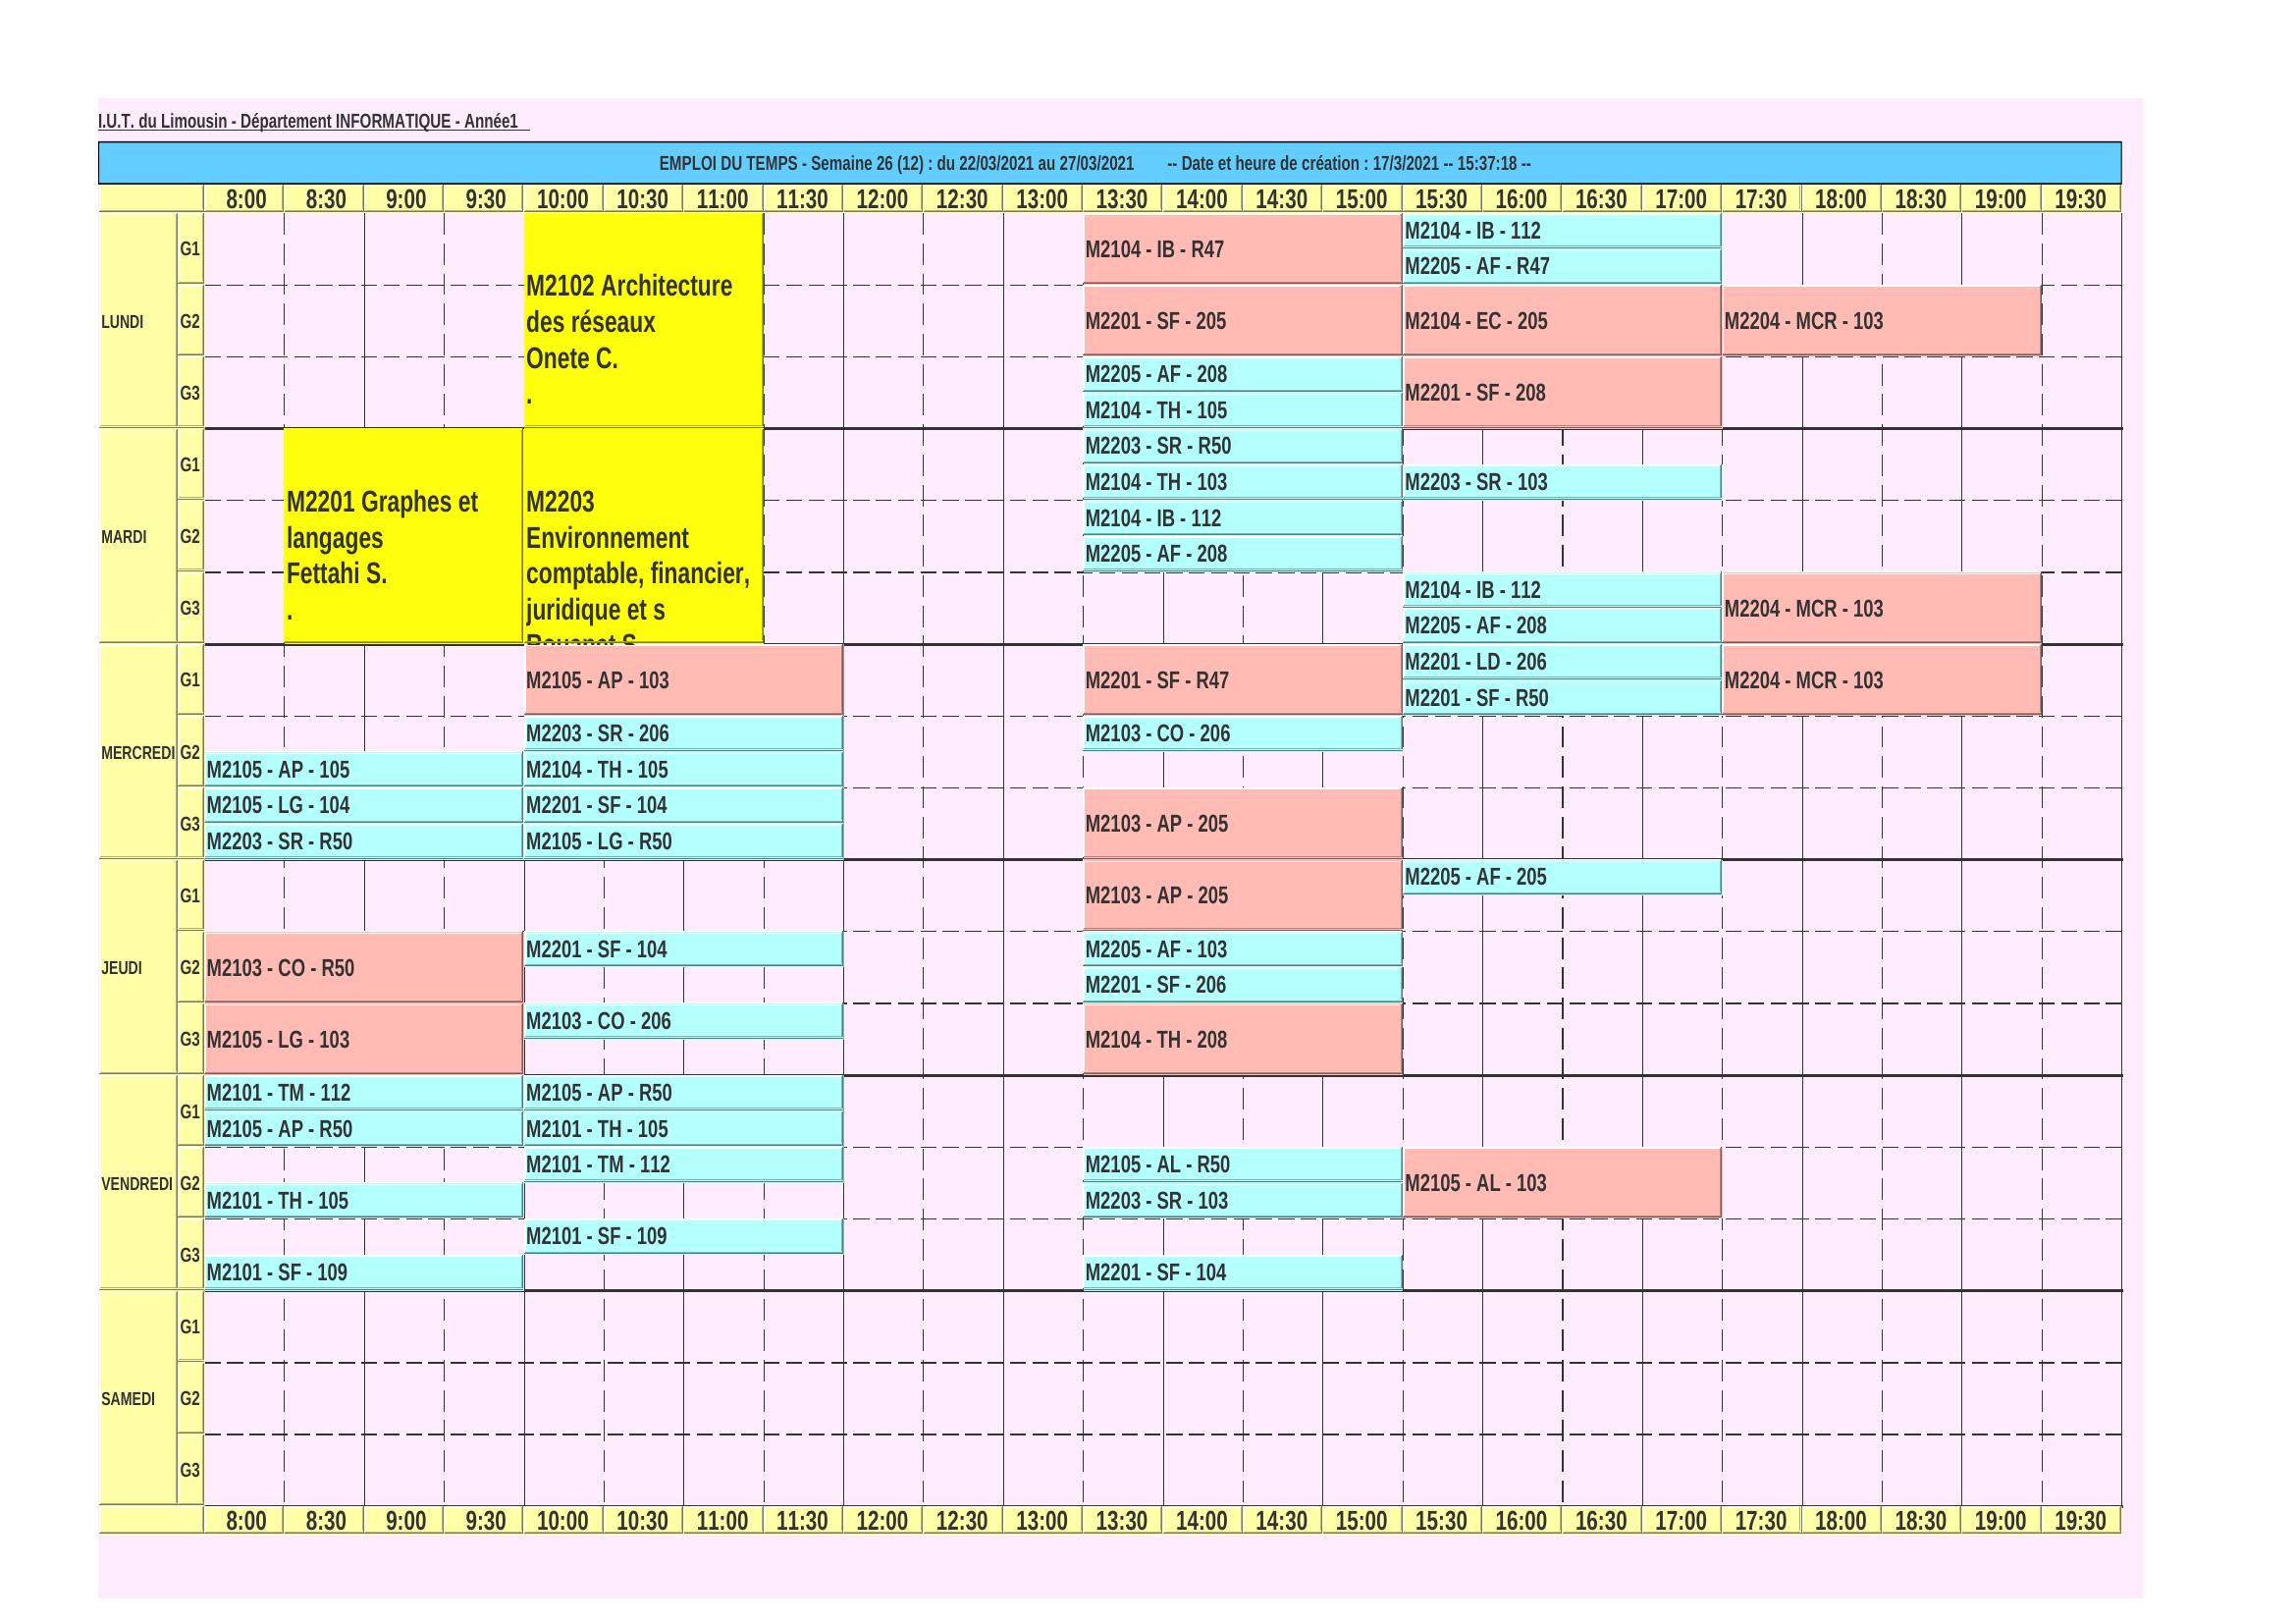 I.U.T. du Limousin - Département INFORMATIQUE - Année1
EMPLOI DU TEMPS - Semaine 26 (12) : du 22/03/2021 au 27/03/2021 -- Date et heure de création : 17/3/2021 -- 15:37:18 --
8:00 8:30 9:00 9:30 10:00 10:30 11:00 11:30 12:00 12:30 13:00 13:30 14:00 14:30 15:00 15:30 16:00 16:30 17:00 17:30 18:00 18:30 19:00 19:30
LUNDI
G1
G2
G3
M2102 Architecture
des réseaux
Onete C.
.
M2104 - IB - R47
M2104 - IB - 112
M2205 - AF - R47
M2201 - SF - 205
M2104 - EC - 205
M2204 - MCR - 103
M2205 - AF - 208
M2104 - TH - 105
M2201 - SF - 208
MARDI
G1
G2
G3
M2201 Graphes et
langages
Fettahi S.
.
M2203
Environnement
comptable, financier,
juridique et s
M2203 - SR - R50
M2104 - TH - 103
M2203 - SR - 103
M2104 - IB - 112
M2205 - AF - 208
M2104 - IB - 112
M2205 - AF - 208
M2204 - MCR - 103
MERCREDI
G1
G2
G3
M2105 - AP - 103
M2201 - SF - R47
M2201 - LD - 206
M2201 - SF - R50
M2204 - MCR - 103
M2203 - SR - 206
M2103 - CO - 206
M2105 - AP - 105
M2104 - TH - 105
M2105 - LG - 104
M2201 - SF - 104
M2103 - AP - 205
M2203 - SR - R50
M2105 - LG - R50
JEUDI
G1
G2
G3
M2103 - AP - 205
M2205 - AF - 205
M2103 - CO - R50
M2201 - SF - 104
M2205 - AF - 103
M2201 - SF - 206
M2105 - LG - 103
M2103 - CO - 206
M2104 - TH - 208
VENDREDI
G1
G2
G3
M2101 - TM - 112
M2105 - AP - R50
M2105 - AP - R50
M2101 - TH - 105
M2101 - TM - 112
M2105 - AL - R50
M2105 - AL - 103
M2101 - TH - 105
M2203 - SR - 103
M2101 - SF - 109
M2101 - SF - 109
M2201 - SF - 104
SAMEDI
G1
G2
G3
8:00 8:30 9:00 9:30 10:00 10:30 11:00 11:30 12:00 12:30 13:00 13:30 14:00 14:30 15:00 15:30 16:00 16:30 17:00 17:30 18:00 18:30 19:00 19:30